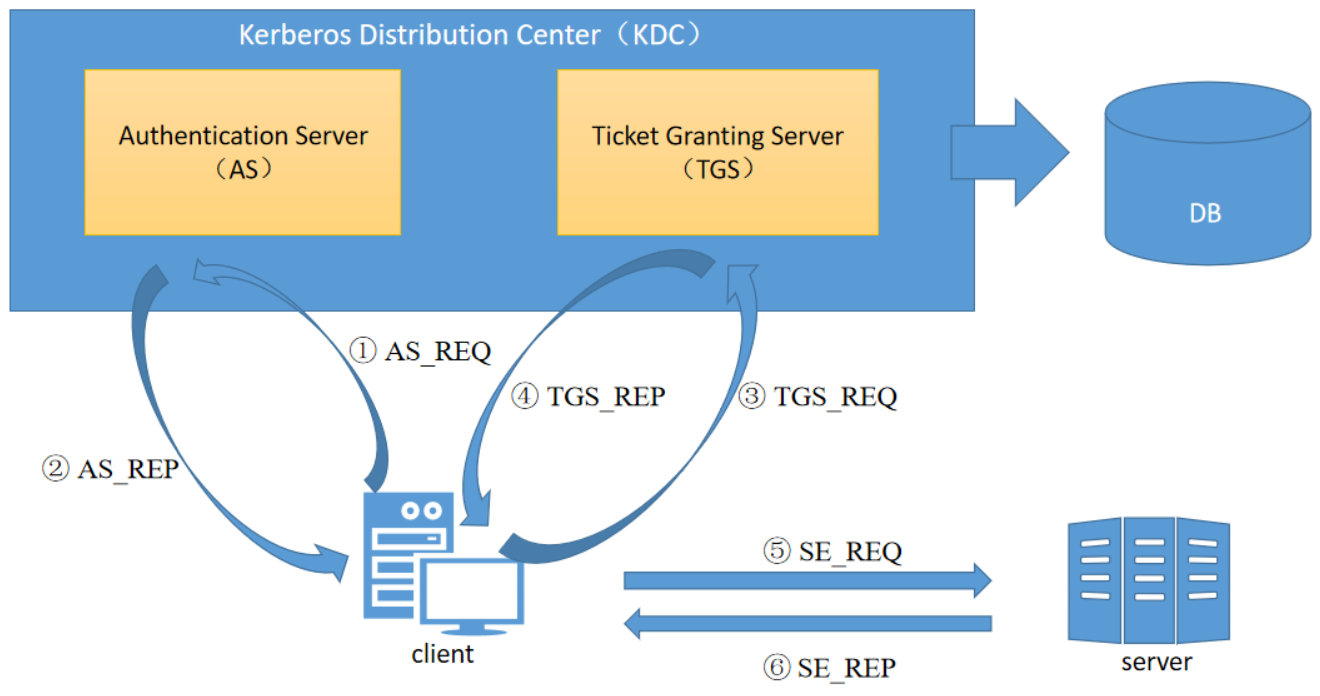 Kerberos Distribution Center（KDC）
Authentication Server
（AS）
Ticket Granting Server
（TGS）
DB
① AS_REQ
④ TGS_REP
③ TGS_REQ
② AS_REP
⑤ SE_REQ
⑥ SE_REP
client
server